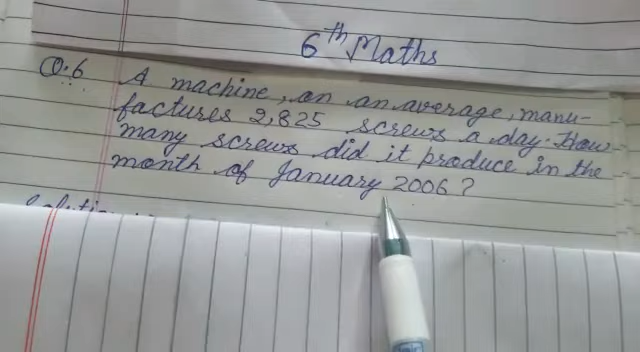 6th Maths
Q.6 A machine, on an average, manu-
factures 2,825 screws a day. How
many screws did it produce in the
month of January 2006?